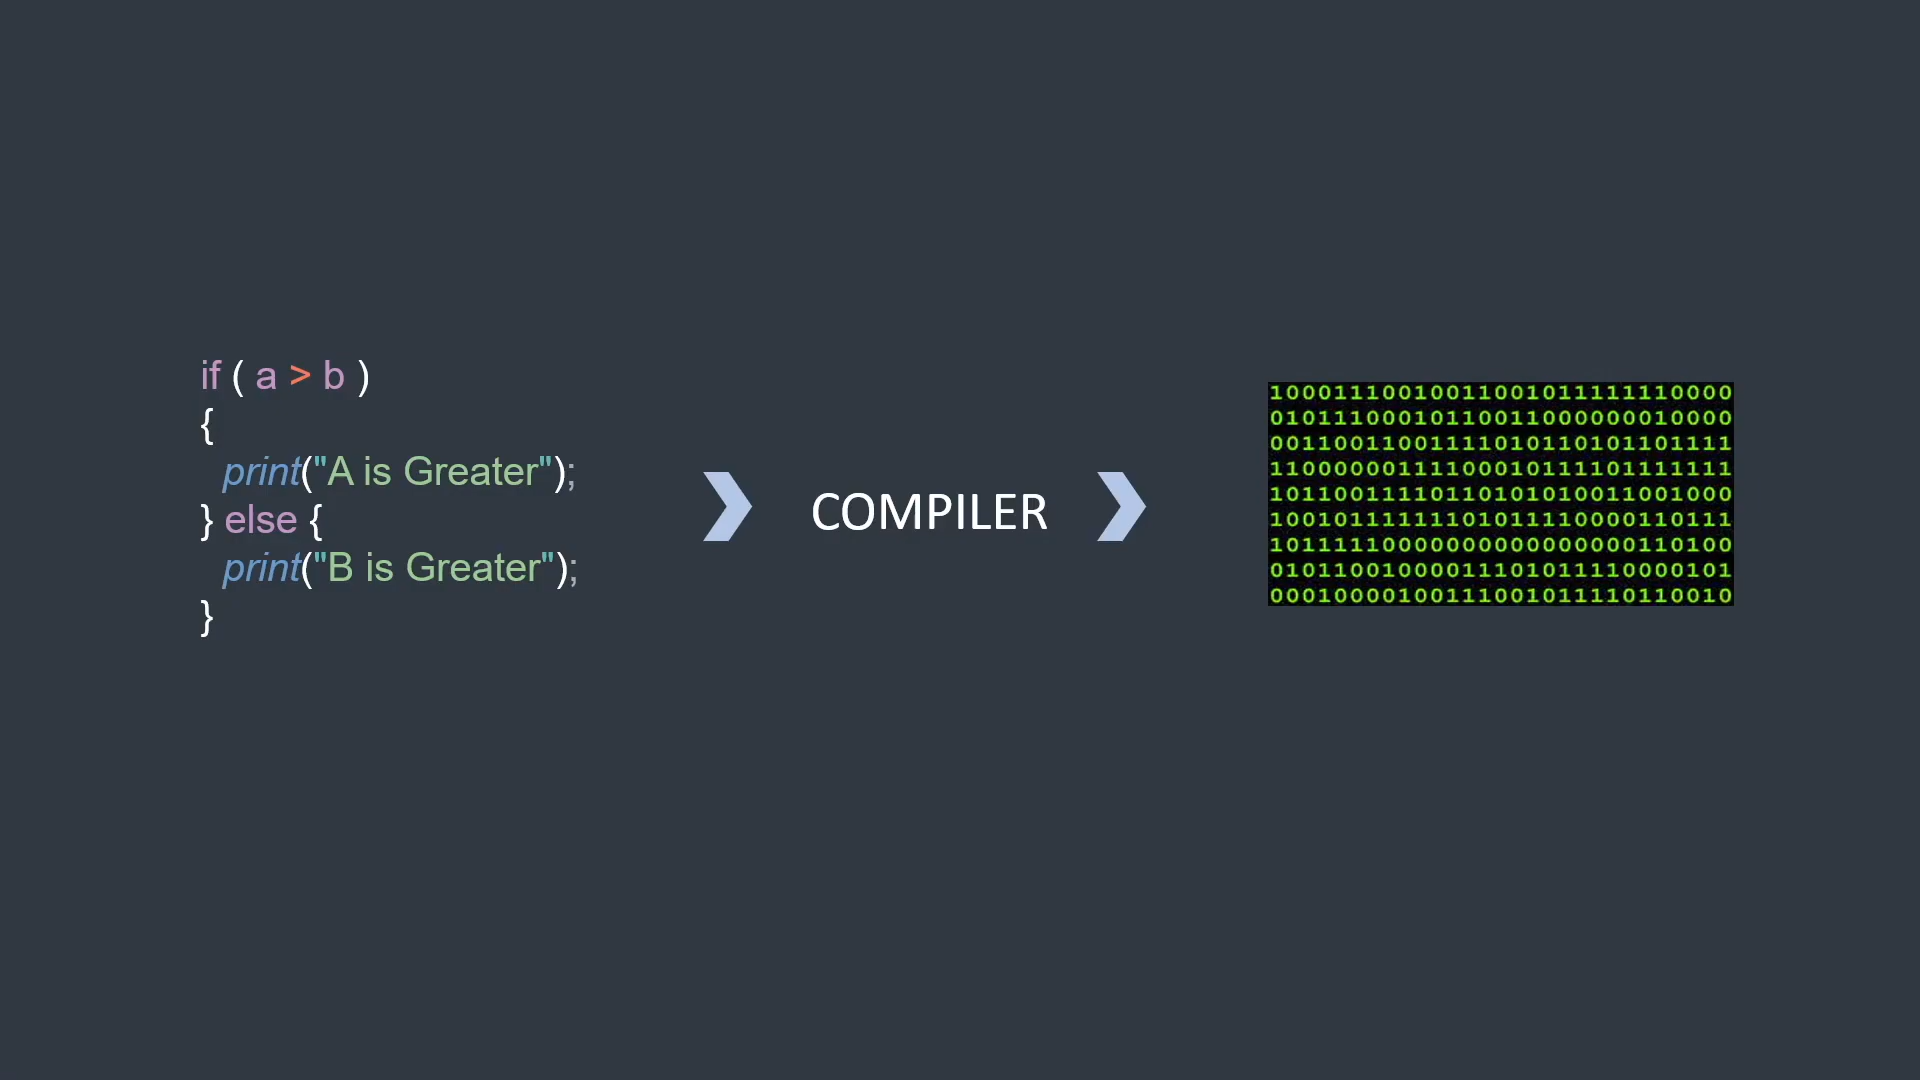 if ( a > b )
{
print("A is Greater");
} else {
print("B is Greater");
}
COMPILER
10001110010011001011111110000
01011100010110011000000010000
00110011001111010110101101111
11000000111100010111101111111
10110011110110101010011001000
10010111111101011110000110111
10111110000000000000000110100
01011001000011101011110000101
00010000100111001011110110010